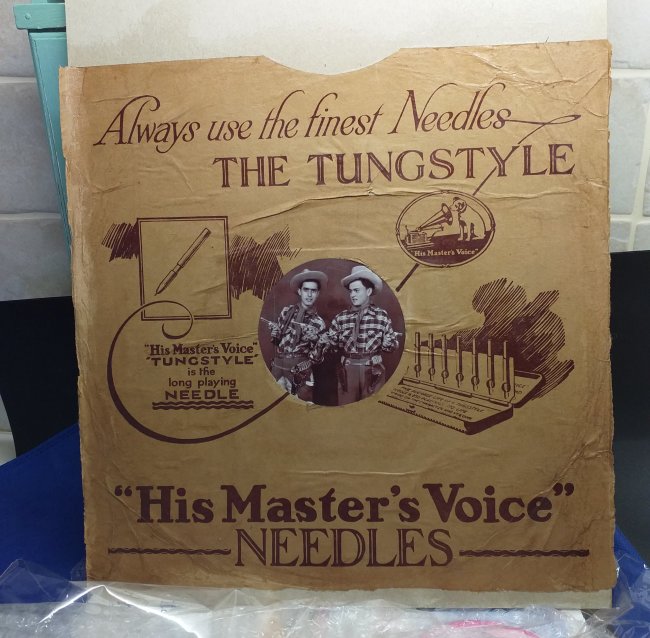 Always use the finest Needles
THE TUNGSTYLE
"His Master's Voice"
"His Master's Voice"
"TUNGSTYLE"
is the
long playing
NEEDLE
"His Master's Voice"
NEEDLES